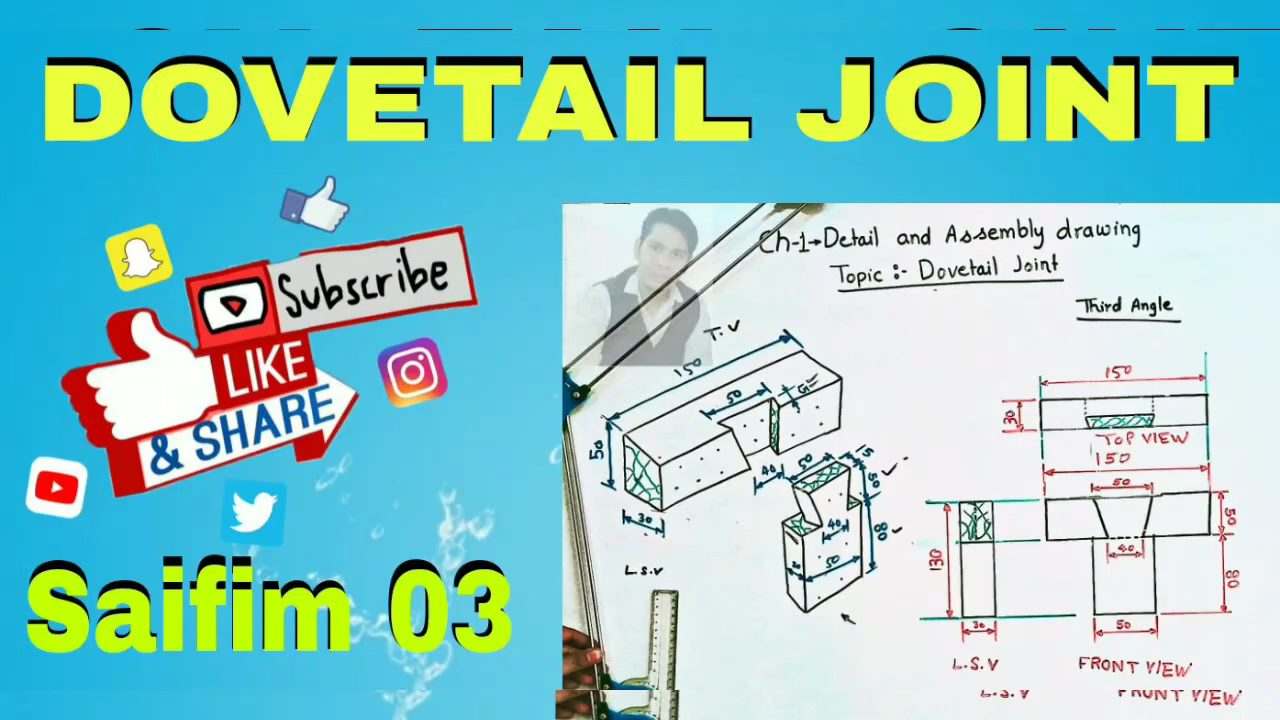 DOVETAIL JOINT
Subscribe
LIKE
& SHARE
Saifim 03
Ch-1→Detail and Assembly drawing
Topic :- Dovetail Joint
Third Angle
T.V
150
50
15
50
30
L.S.V
40
50
15
50
40
80
30
50
150
30
TOP VIEW
150
50
50
130
40
80
30
50
L.S.V
FRONT VIEW
L.S.V
FRONT VIEW